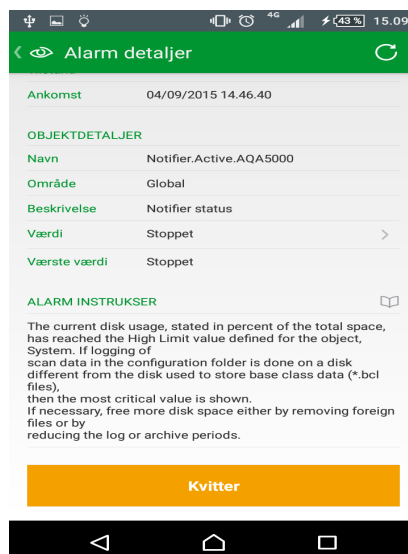 4G 43 % 15.09
Alarm detaljer
Ankomst 04/09/2015 14.46.40
OBJEKTDETALJER
Navn Notifier.Active.AQA5000
Område Global
Beskrivelse Notifier status
Værdi Stoppet
Værste værdi Stoppet
ALARM INSTRUKSER
The current disk usage, stated in percent of the total space,
has reached the High Limit value defined for the object,
System. If logging of
scan data in the configuration folder is done on a disk
different from the disk used to store base class data (*.bcl
files),
then the most critical value is shown.
If necessary, free more disk space either by removing foreign
files or by
reducing the log or archive periods.
Kvitter